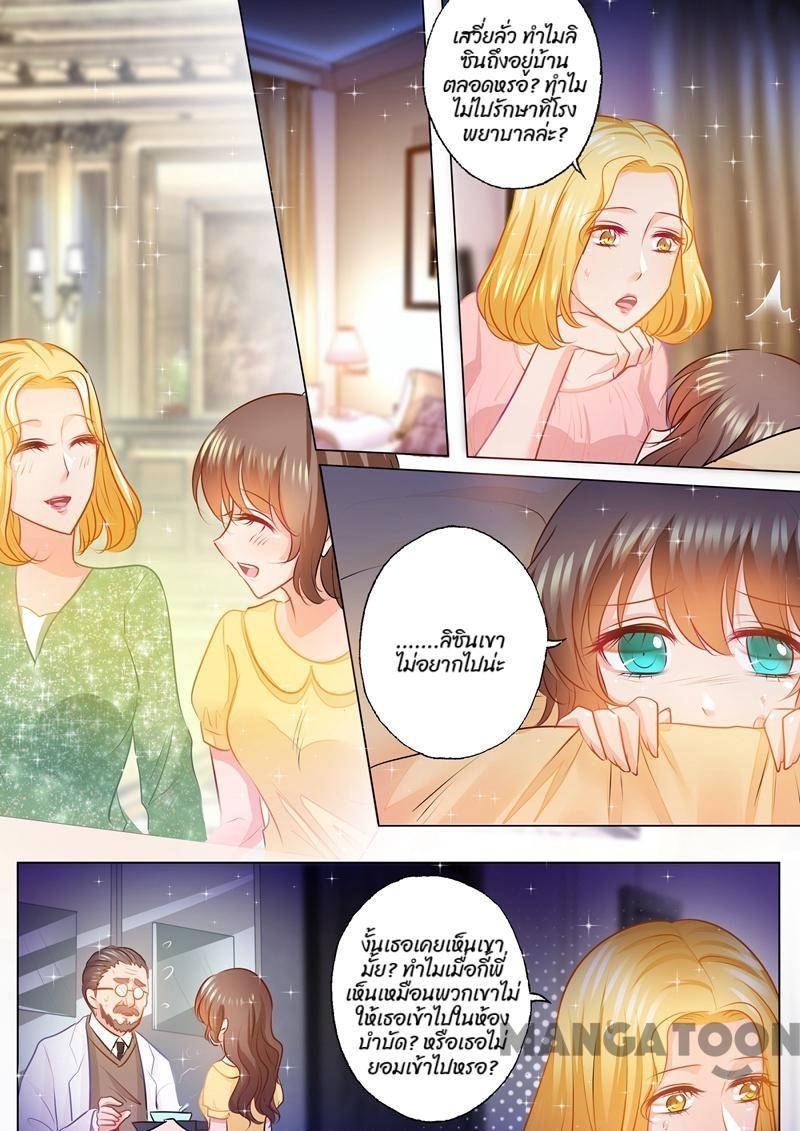 เสวี่ยลั่ว ทำไมลิ
ซินถึงอยู่บ้าน
ตลอดหรอ? ทำไม
ไม่ไปรักษาที่โรง
พยาบาลล่ะ?
.......ลิซินเขา
ไม่อยากไปน่ะ
งั้นเธอเคยเห็นเขา
มั้ย? ทำไมเมื่อกี้พี่
เห็นเหมือนพวกเขาไม่
ให้เธอเข้าไปในห้อง
บำบัด? หรือเธอไม่
ยอมเข้าไปหรอ?
MANGATOON